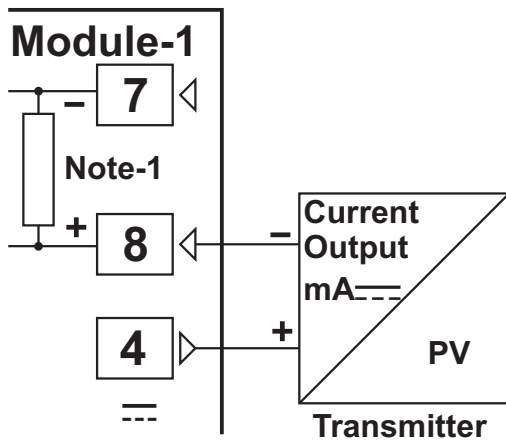 Module-1
7
−
Note-1
+
8
−
Current
Output
mA
4
+
PV
Transmitter